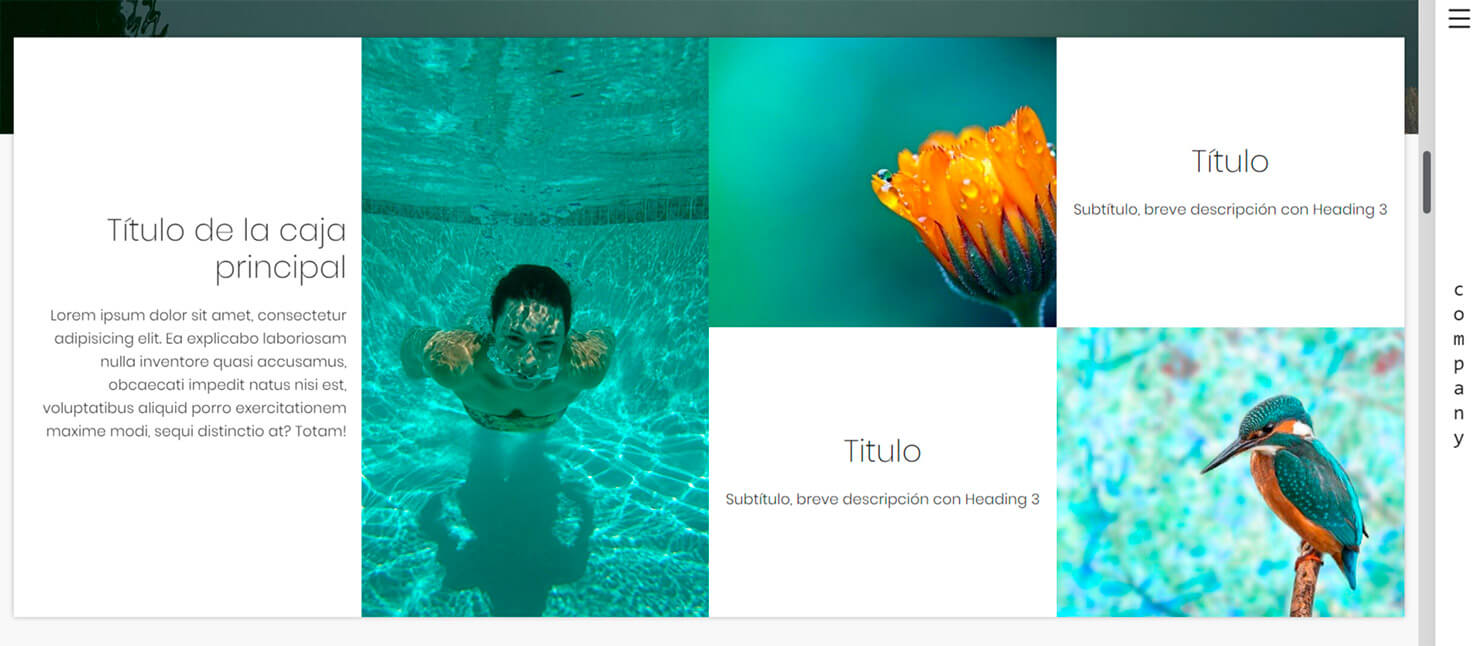 Título de la caja
principal
Lorem ipsum dolor sit amet, consectetur
adipisicing elit. Ea explicabo laboriosam
nulla inventore quasi accusamus,
obcaecati impedit natus nisi est,
voluptatibus aliquid porro exercitationem
maxime modi, sequi distinctio at? Totam!
Título
Subtítulo, breve descripción con Heading 3
Titulo
Subtítulo, breve descripción con Heading 3
company